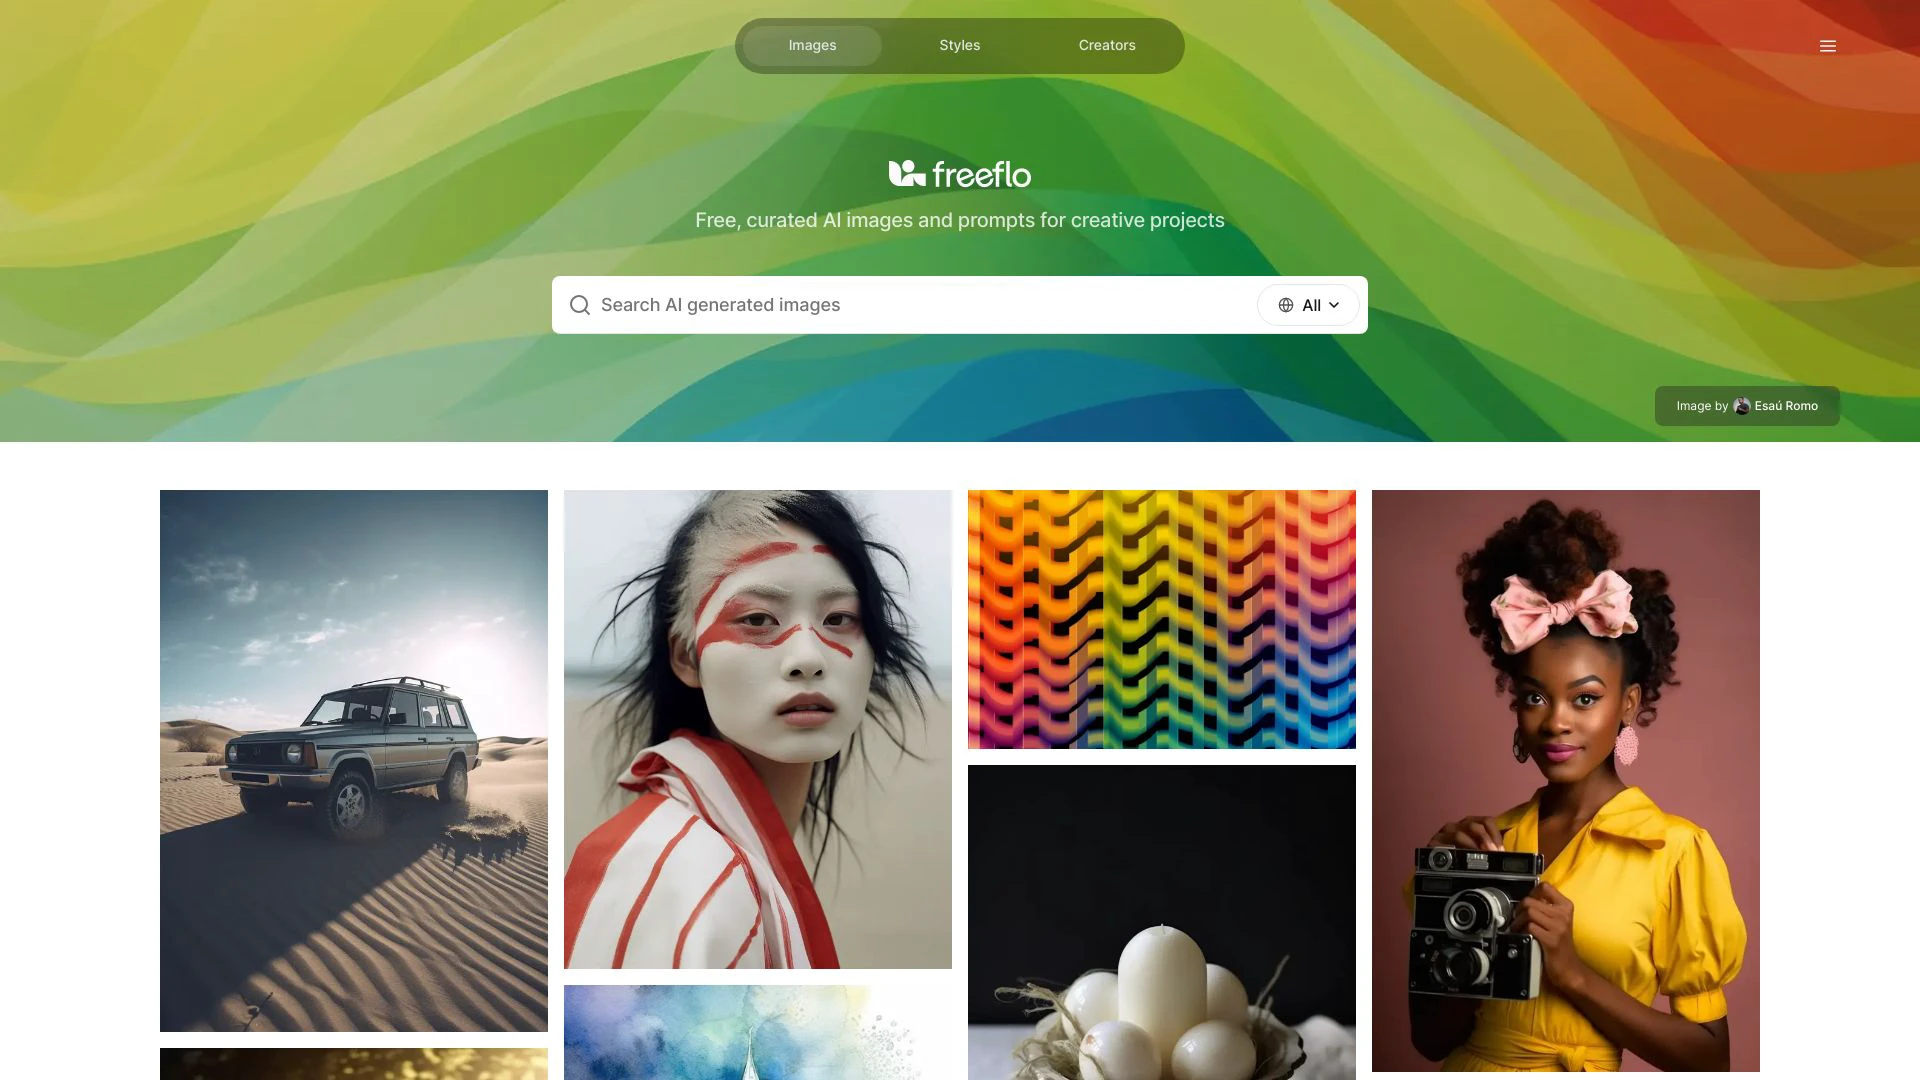 Images
Styles
Creators
freeflo
Free, curated AI images and prompts for creative projects
Search AI generated images
All
Image by Esaú Romo